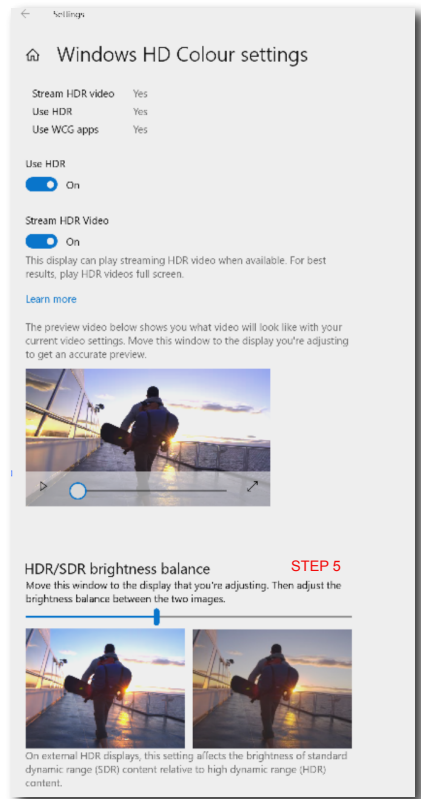 Settings
Windows HD Colour settings
Stream HDR video Yes
Use HDR Yes
Use WCG apps Yes
Use HDR
On
Stream HDR Video
On
This display can play streaming HDR video when available. For best
results, play HDR videos full screen.
Learn more
The preview video below shows you what video will look like with your
current video settings. Move this window to the display you're adjusting
to get an accurate preview.
HDR/SDR brightness balance STEP 5
Move this window to the display that you're adjusting. Then adjust the
brightness balance between the two images.
On external HDR displays, this setting affects the brightness of standard
dynamic range (SDR) content relative to high dynamic range (HDR)
content.